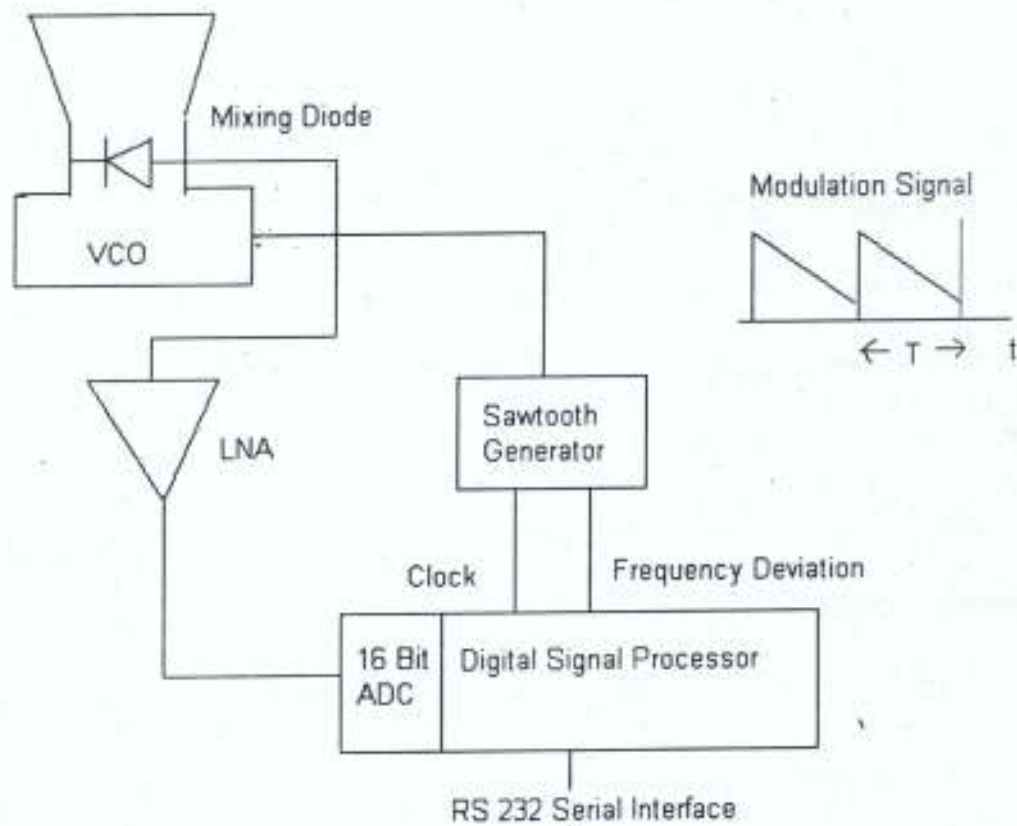 Mixing Diode
Modulation Signal
VCO
← T → t
Sawtooth
Generator
LNA
Clock
Frequency Deviation
16 Bit
ADC
Digital Signal Processor
RS 232 Serial Interface